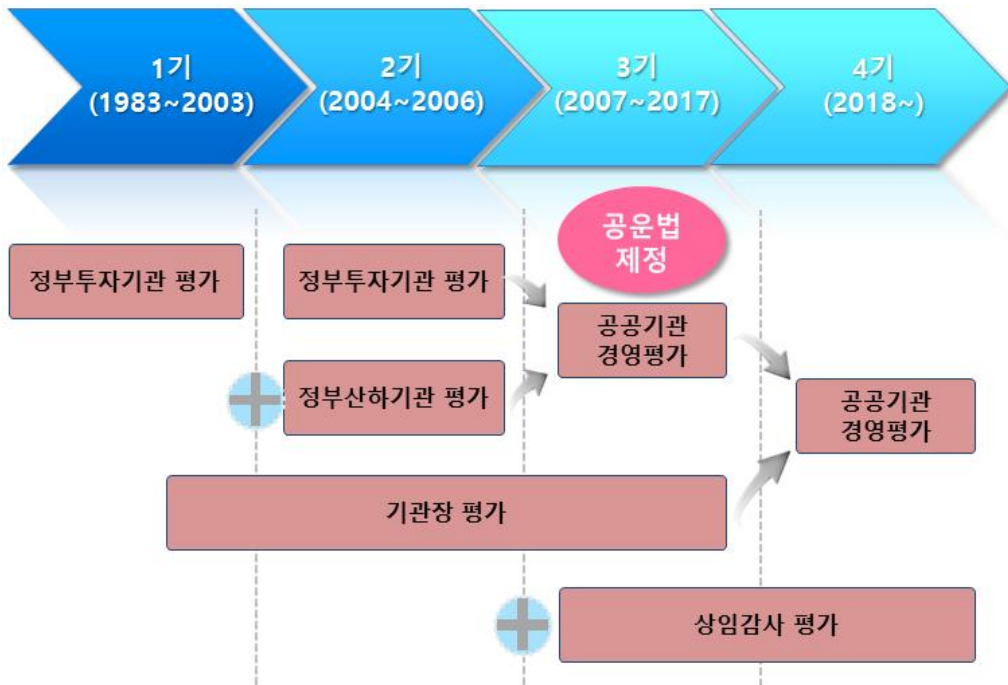 1기
(1983~2003)
2기
(2004~2006)
3기
(2007~2017)
4기
(2018~)
공운법
제정
정부투자기관 평가
정부투자기관 평가
공공기관
경영평가
정부산하기관 평가
공공기관
경영평가
기관장 평가
상임감사 평가